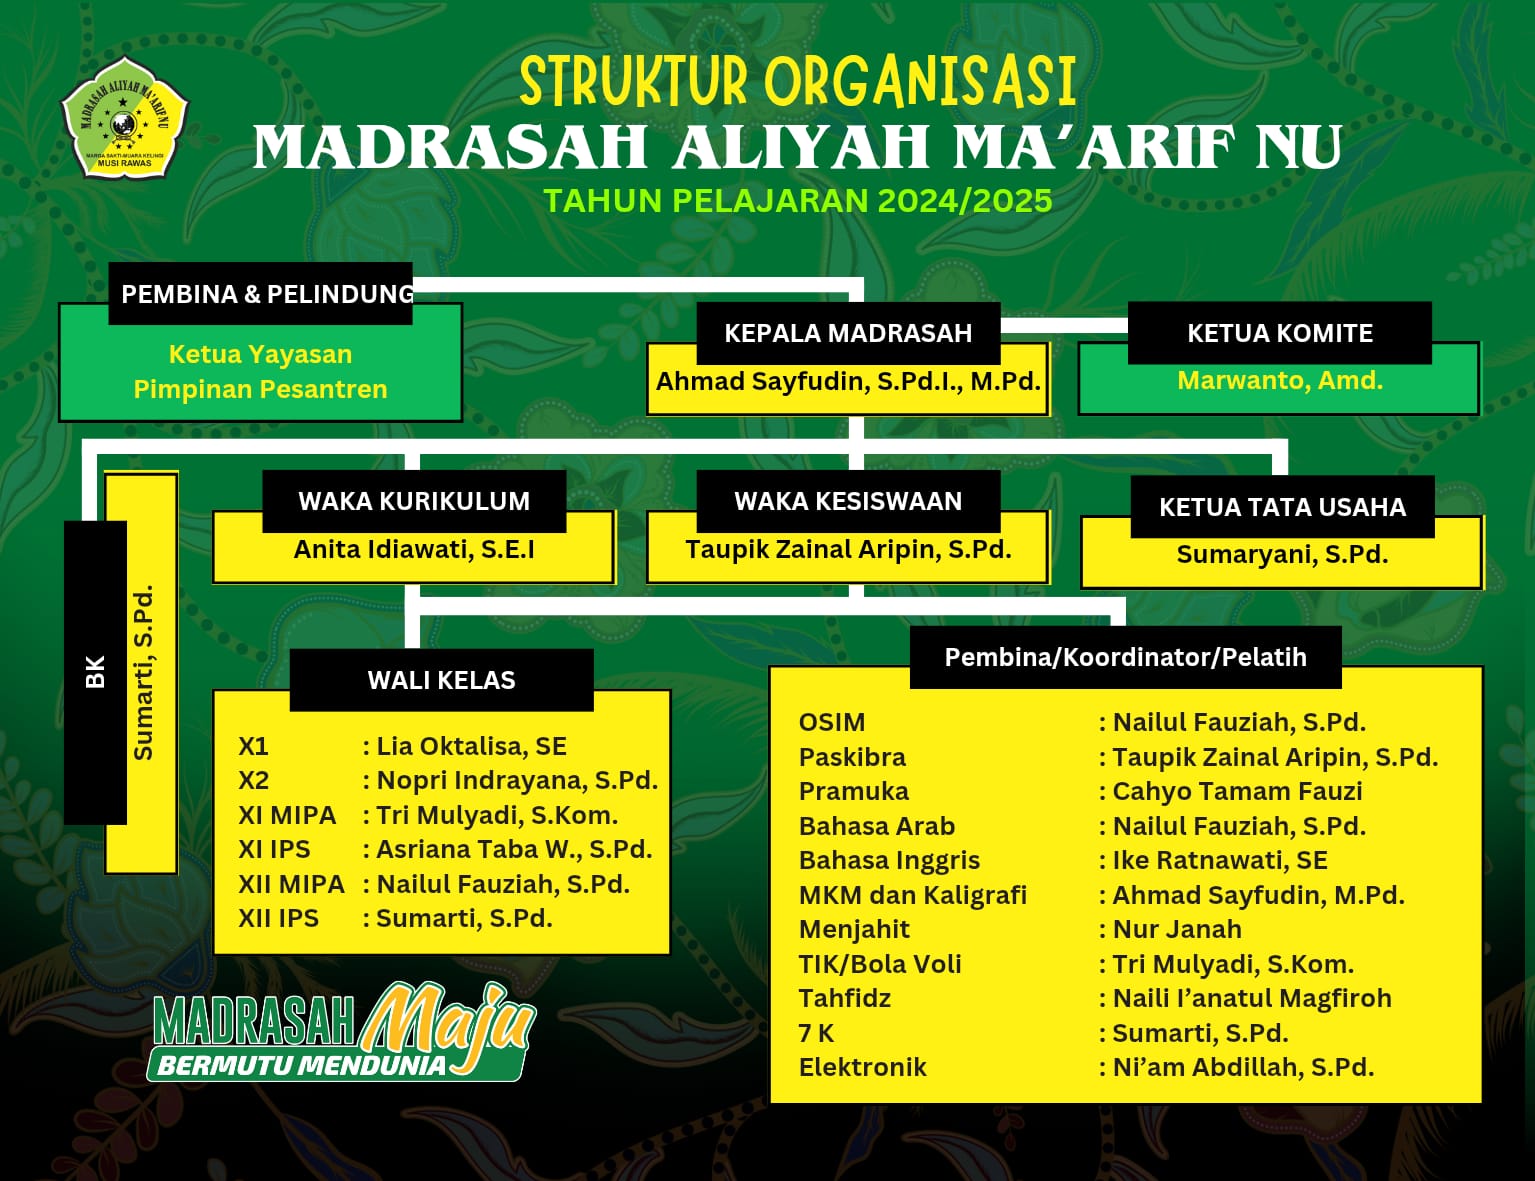 STRUKTUR ORGANISASI
MADRASAH ALIYAH MA'ARIF NU
TAHUN PELAJARAN 2024/2025
MADRASAH ALIYAH MA'ARIF NU
MARGA SAKTI-MUARA KELINGI
MUSI RAWAS
PEMBINA & PELINDUNG
Ketua Yayasan
Pimpinan Pesantren
KEPALA MADRASAH
Ahmad Sayfudin, S.Pd.I., M.Pd.
KETUA KOMITE
Marwanto, Amd.
BK
Sumarti, S.Pd.
WAKA KURIKULUM
Anita Idiawati, S.E.I
WAKA KESISWAAN
Taupik Zainal Aripin, S.Pd.
KETUA TATA USAHA
Sumaryani, S.Pd.
WALI KELAS
X1 : Lia Oktalisa, SE
X2 : Nopri Indrayana, S.Pd.
XI MIPA : Tri Mulyadi, S.Kom.
XI IPS : Asriana Taba W., S.Pd.
XII MIPA : Nailul Fauziah, S.Pd.
XII IPS : Sumarti, S.Pd.
Pembina/Koordinator/Pelatih
OSIM : Nailul Fauziah, S.Pd.
Paskibra : Taupik Zainal Aripin, S.Pd.
Pramuka : Cahyo Tamam Fauzi
Bahasa Arab : Nailul Fauziah, S.Pd.
Bahasa Inggris : Ike Ratnawati, SE
MKM dan Kaligrafi : Ahmad Sayfudin, M.Pd.
Menjahit : Nur Janah
TIK/Bola Voli : Tri Mulyadi, S.Kom.
Tahfidz : Naili I'anatul Magfiroh
7 K : Sumarti, S.Pd.
Elektronik : Ni'am Abdillah, S.Pd.
MADRASAH Maju
BERMUTU MENDUNIA